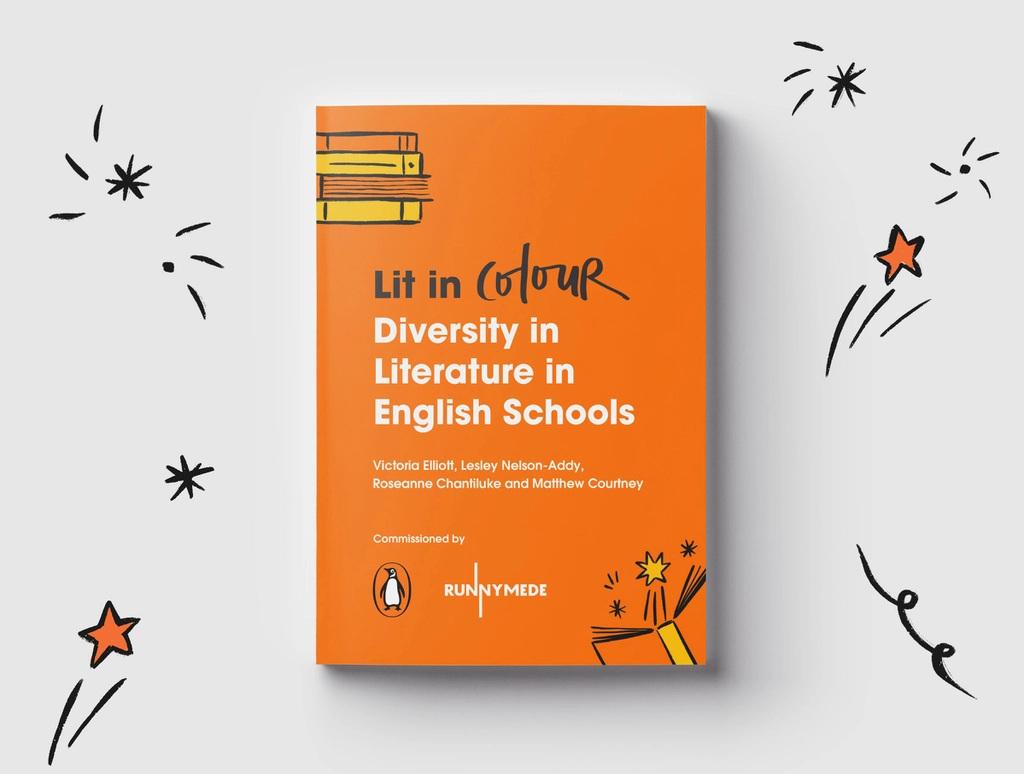 Lit in colour
Diversity in
Literature in
English Schools
Victoria Elliott, Lesley Nelson-Addy,
Roseanne Chantiluke and Matthew Courtney
Commissioned by
RUNNYMEDE